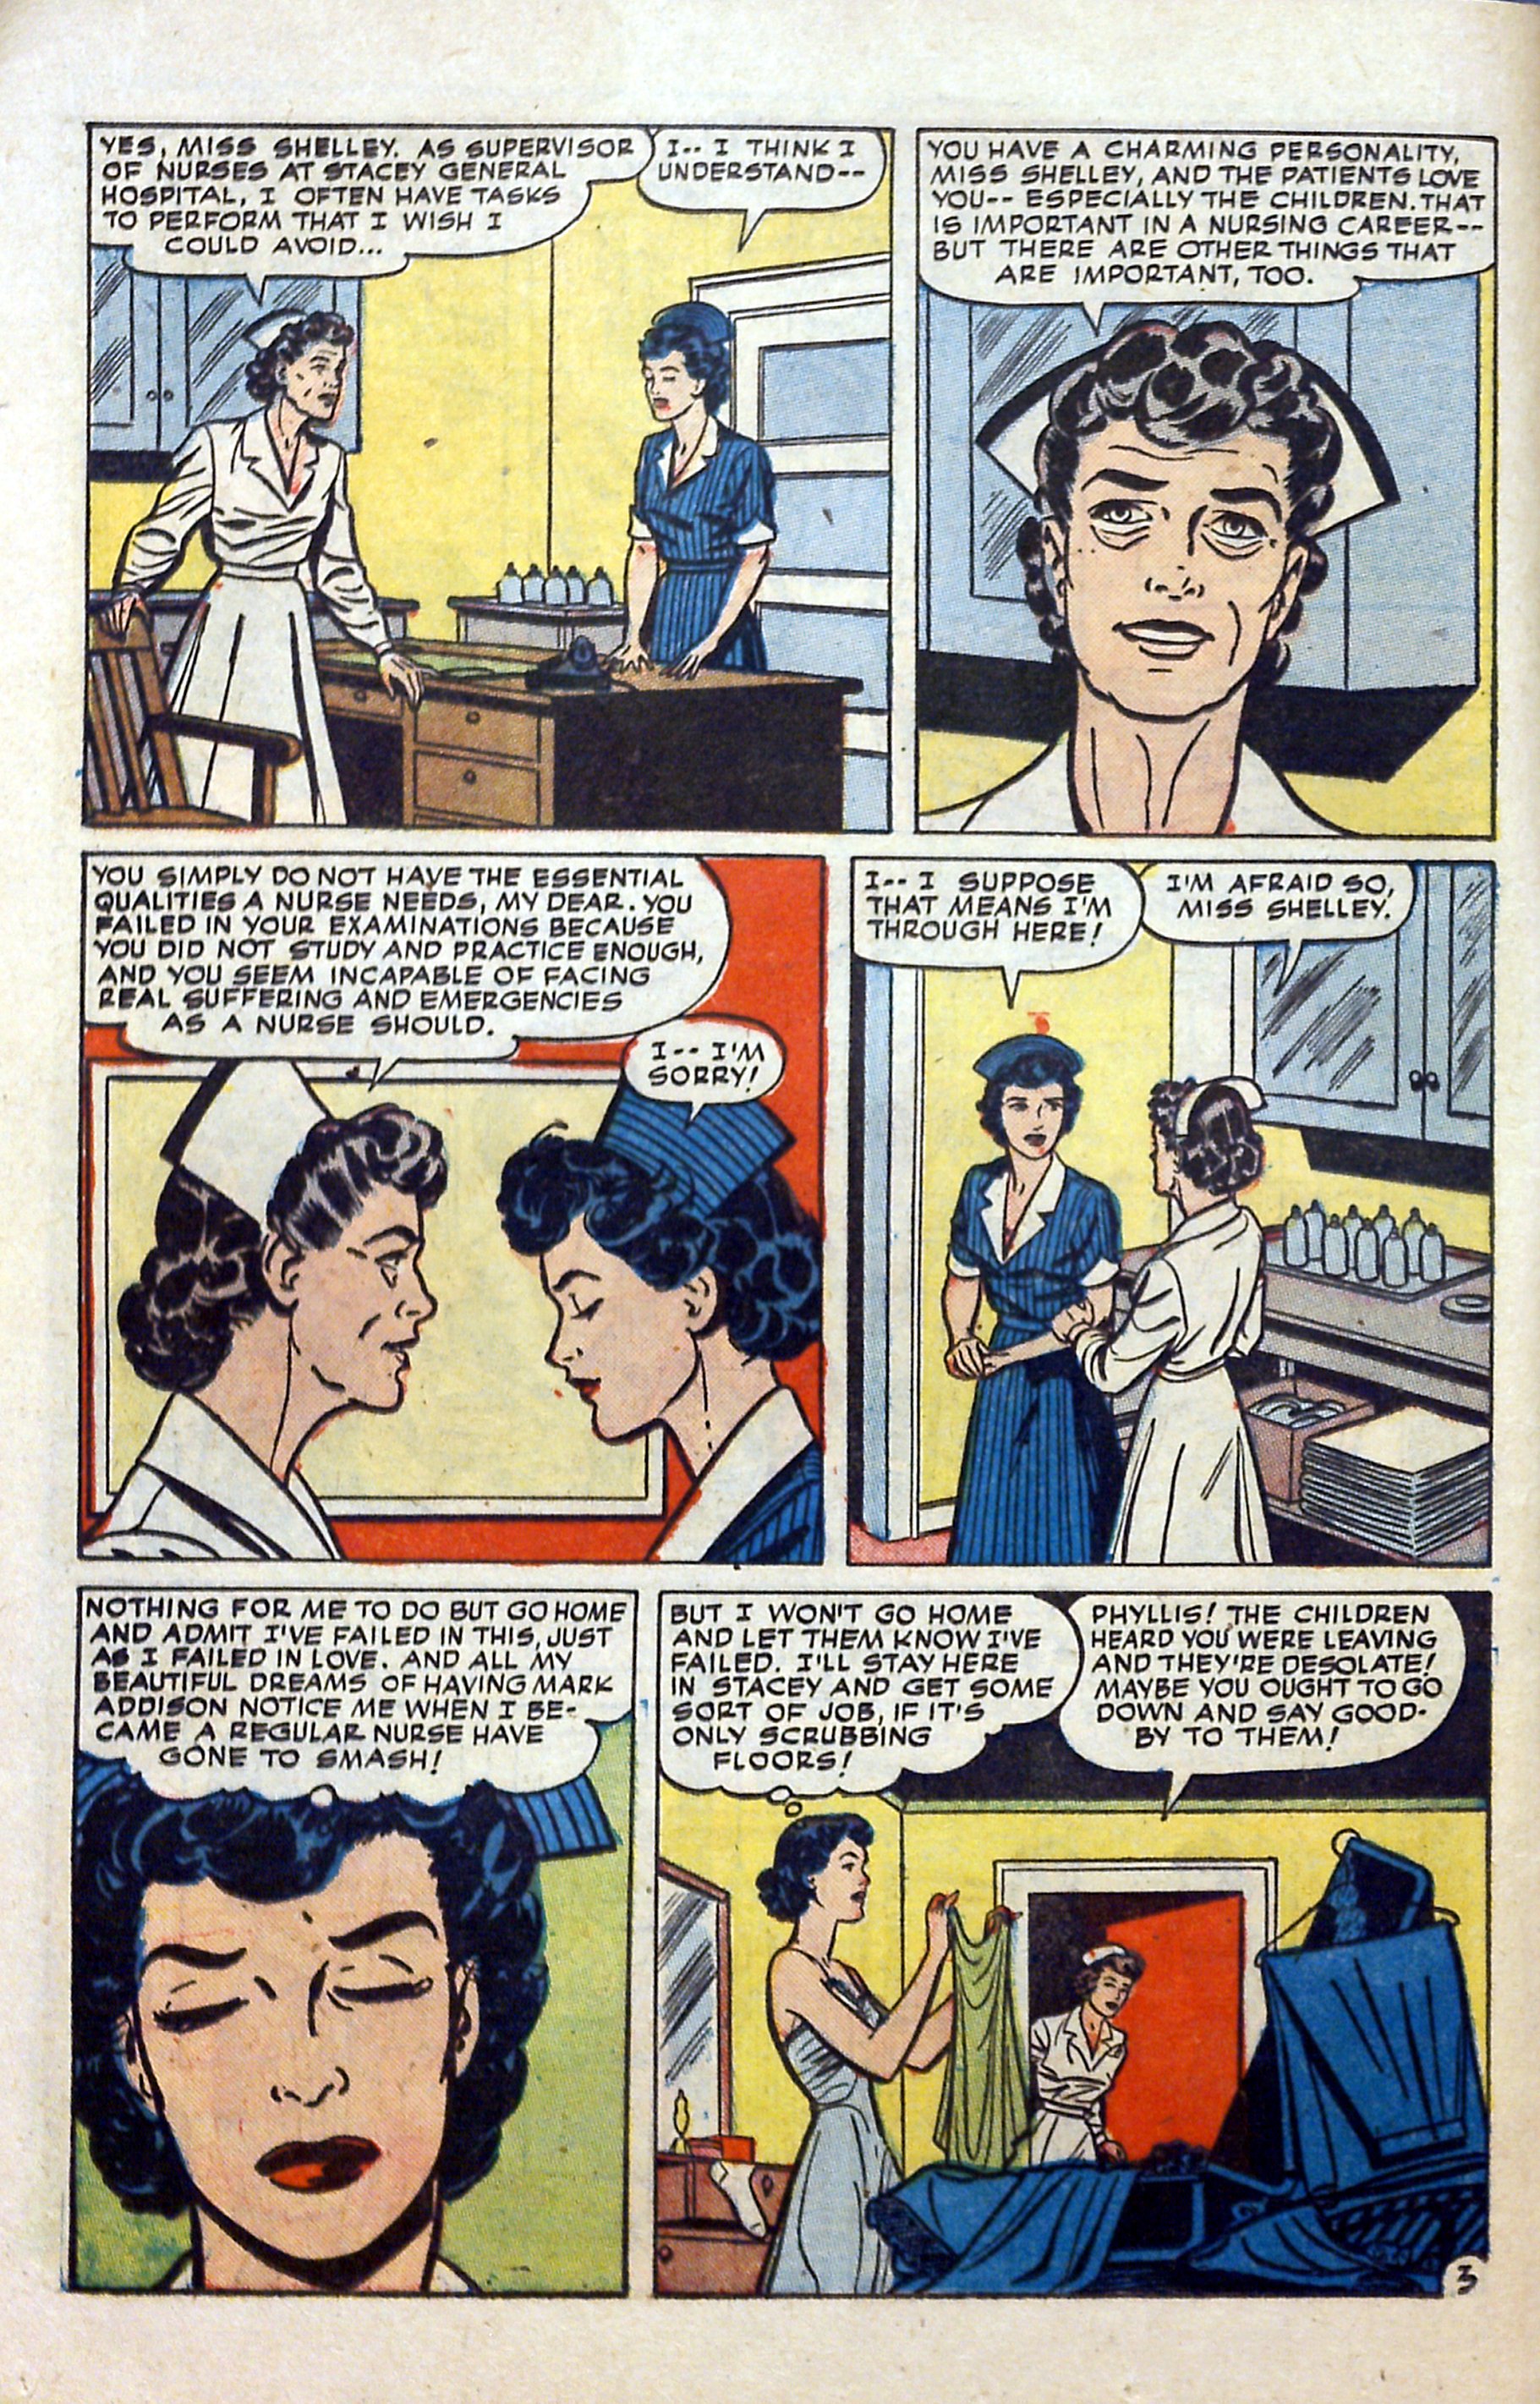 YES, MISS SHELLEY. AS SUPERVISOR
OF NURSES AT STACEY GENERAL
HOSPITAL, I OFTEN HAVE TASKS
TO PERFORM THAT I WISH I
COULD AVOID...
I-- I THINK I
UNDERSTAND--
YOU HAVE A CHARMING PERSONALITY,
MISS SHELLEY, AND THE PATIENTS LOVE
YOU-- ESPECIALLY THE CHILDREN. THAT
IS IMPORTANT IN A NURSING CAREER--
BUT THERE ARE OTHER THINGS THAT
ARE IMPORTANT, TOO.
YOU SIMPLY DO NOT HAVE THE ESSENTIAL
QUALITIES A NURSE NEEDS, MY DEAR. YOU
FAILED IN YOUR EXAMINATIONS BECAUSE
YOU DID NOT STUDY AND PRACTICE ENOUGH,
AND YOU SEEM INCAPABLE OF FACING
REAL SUFFERING AND EMERGENCIES
AS A NURSE SHOULD.
I-- I'M
SORRY!
I-- I SUPPOSE
THAT MEANS I'M
THROUGH HERE!
I'M AFRAID SO,
MISS SHELLEY.
NOTHING FOR ME TO DO BUT GO HOME
AND ADMIT I'VE FAILED IN THIS, JUST
AS I FAILED IN LOVE. AND ALL MY
BEAUTIFUL DREAMS OF HAVING MARK
ADDISON NOTICE ME WHEN I BE-
CAME A REGULAR NURSE HAVE
GONE TO SMASH!
BUT I WON'T GO HOME
AND LET THEM KNOW I'VE
FAILED. I'LL STAY HERE
IN STACEY AND GET SOME
SORT OF JOB, IF IT'S
ONLY SCRUBBING
FLOORS!
PHYLLIS! THE CHILDREN
HEARD YOU WERE LEAVING
AND THEY'RE DESOLATE!
MAYBE YOU OUGHT TO GO
DOWN AND SAY GOOD-
BY TO THEM!
3